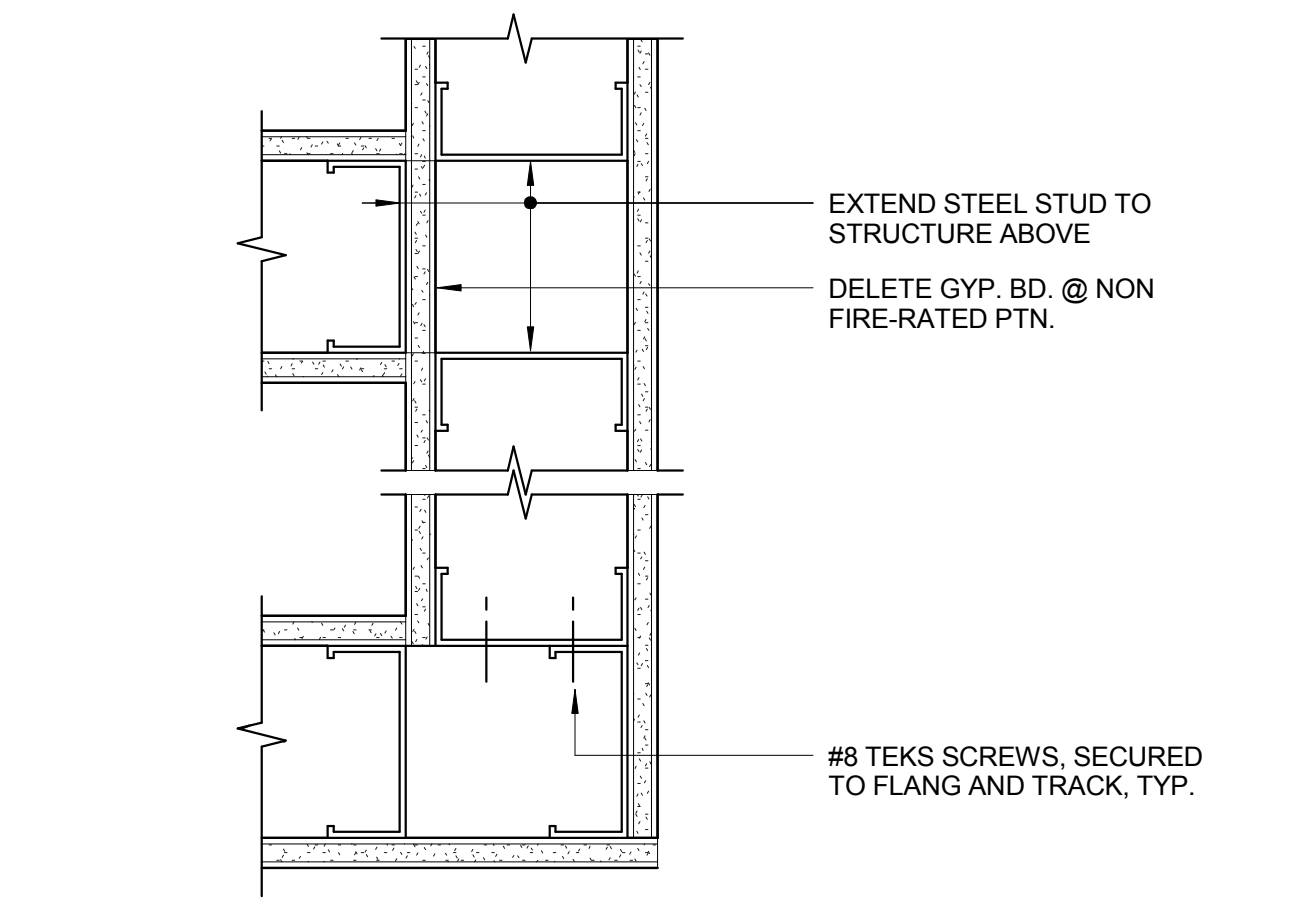 EXTEND STEEL STUD TO
STRUCTURE ABOVE
DELETE GYP. BD. @ NON
FIRE-RATED PTN.
#8 TEKS SCREWS, SECURED
TO FLANG AND TRACK, TYP.